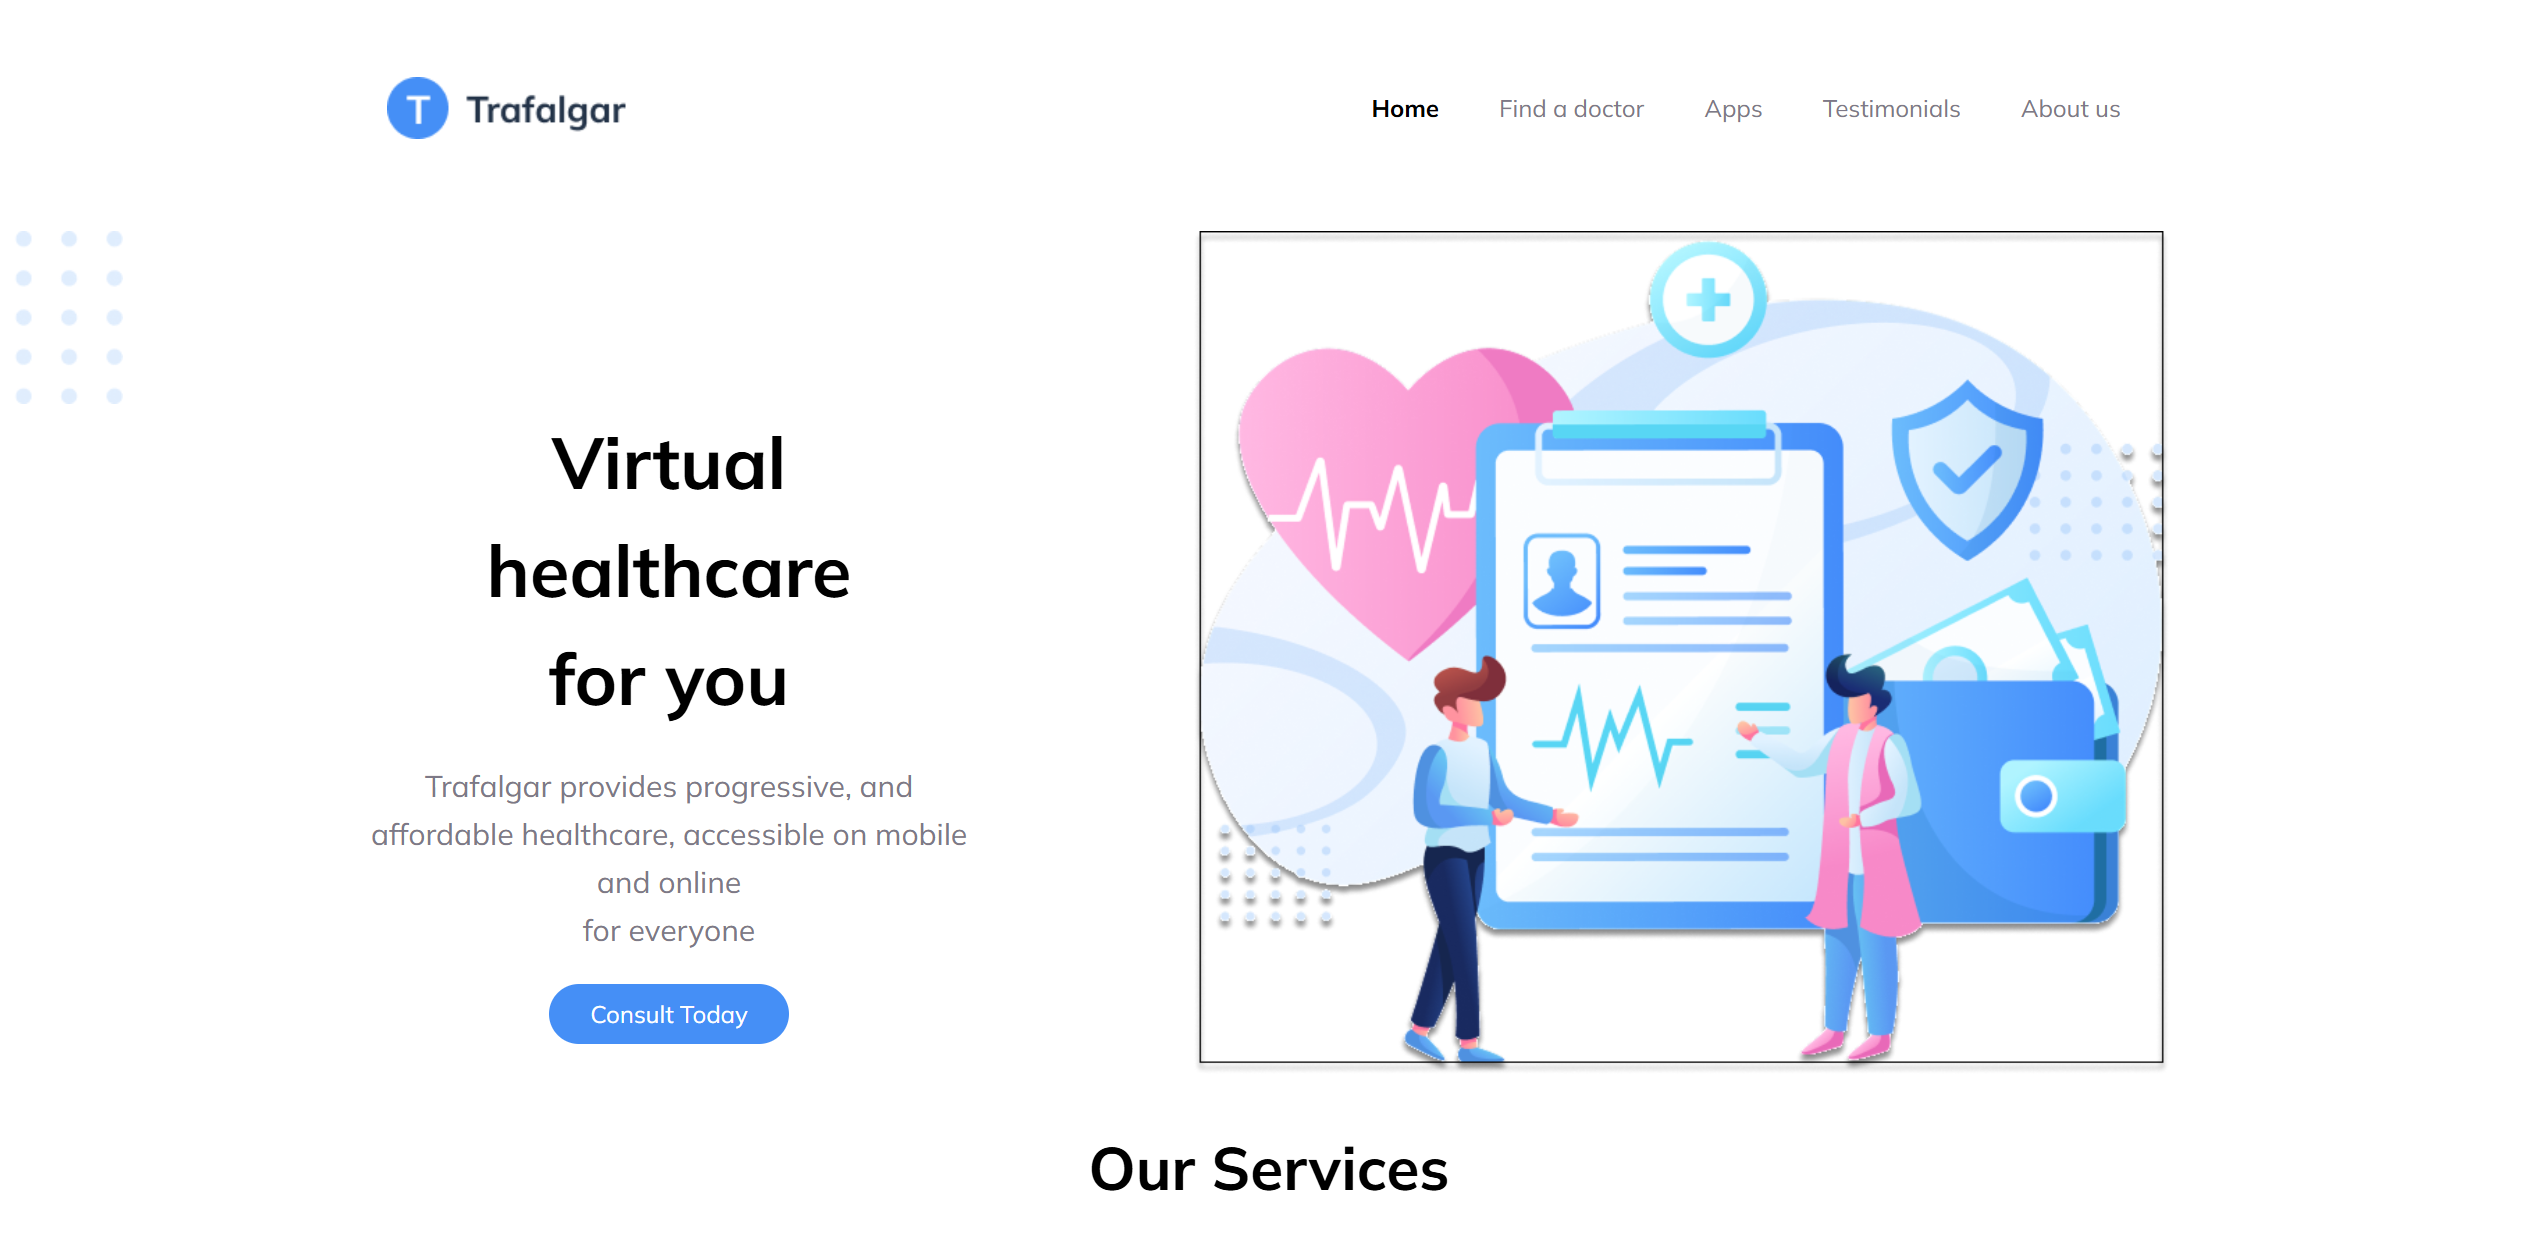 T Trafalgar
Home Find a doctor Apps Testimonials About us
Virtual
healthcare
for you
Trafalgar provides progressive, and
affordable healthcare, accessible on mobile
and online
for everyone
Consult Today
Our Services